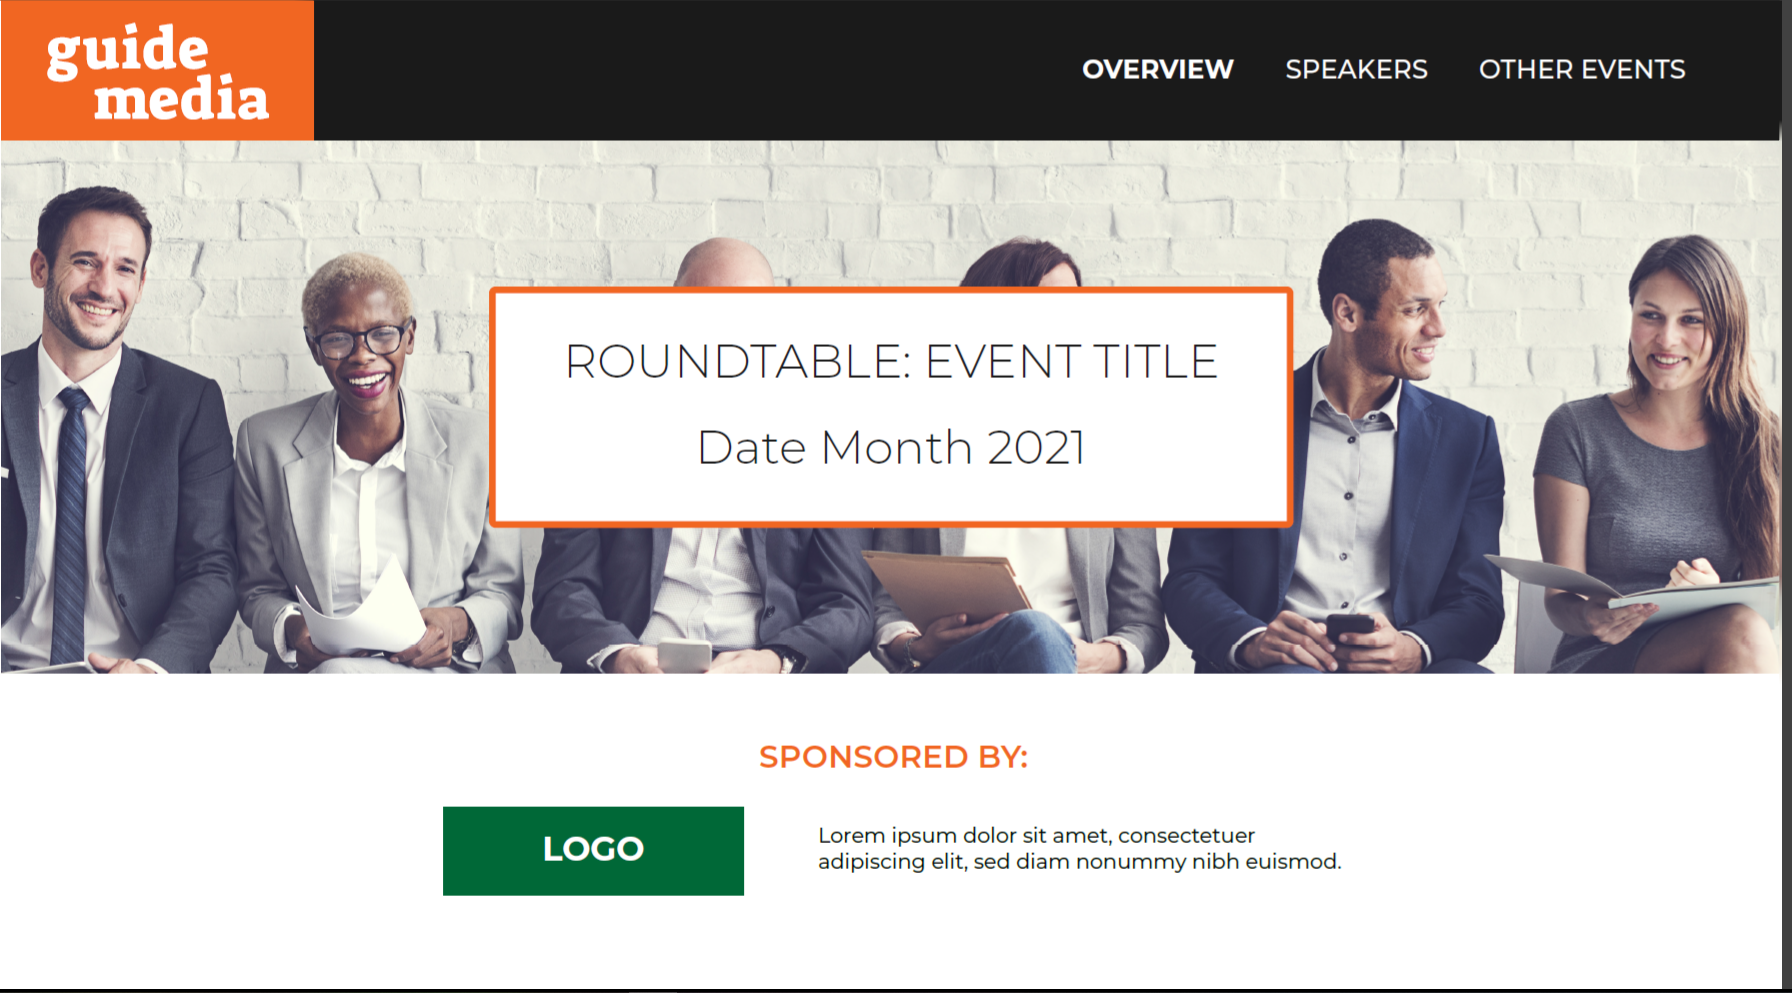 guide
media
OVERVIEW SPEAKERS OTHER EVENTS
ROUNDTABLE: EVENT TITLE
Date Month 2021
SPONSORED BY:
LOGO
Lorem ipsum dolor sit amet, consectetuer
adipiscing elit, sed diam nonummy nibh euismod.